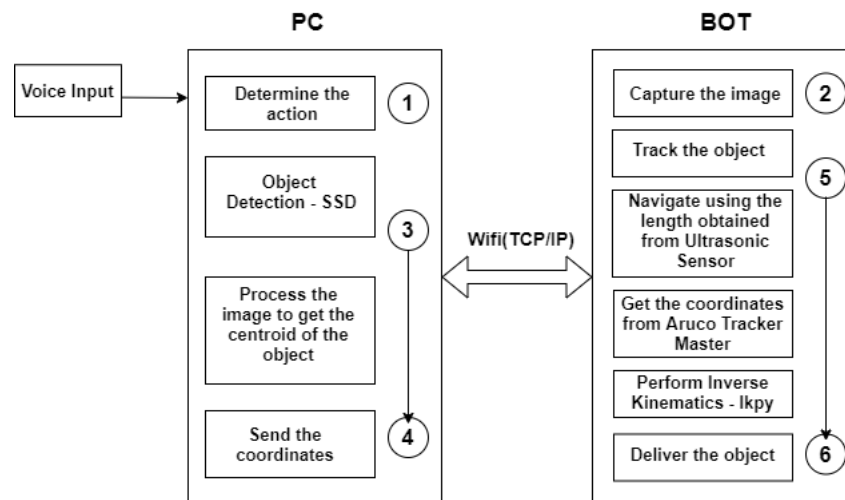 PC
BOT
Voice Input
Determine the
action
1
Object
Detection - SSD
3
Process the
image to get the
centroid of the
object
Send the
coordinates
4
Wifi(TCP/IP)
Capture the image
2
Track the object
5
Navigate using the
length obtained
from Ultrasonic
Sensor
Get the coordinates
from Aruco Tracker
Master
Perform Inverse
Kinematics - Ikpy
Deliver the object
6